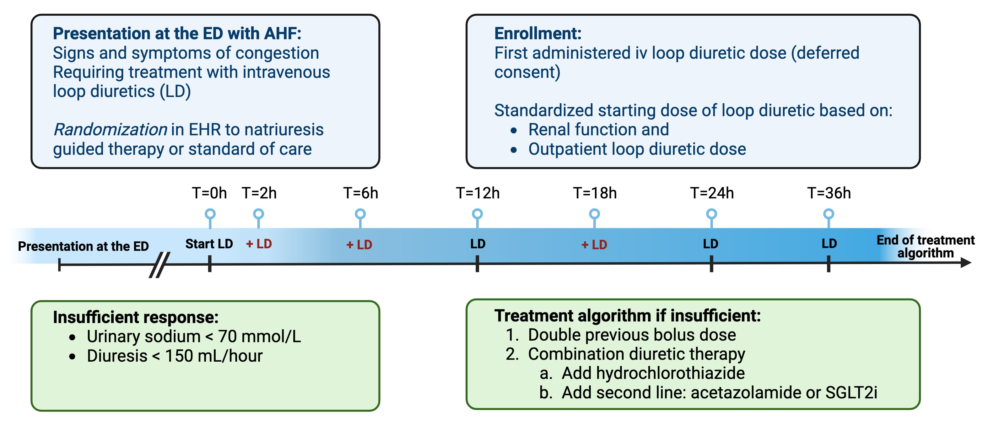 Presentation at the ED with AHF:
Signs and symptoms of congestion
Requiring treatment with intravenous
loop diuretics (LD)
Randomization in EHR to natriuresis
guided therapy or standard of care
Enrollment:
First administered iv loop diuretic dose (deferred
consent)
Standardized starting dose of loop diuretic based on:
• Renal function and
• Outpatient loop diuretic dose
T=0h T=2h T=6h T=12h T=18h T=24h T=36h
Presentation at the ED Start LD + LD + LD LD + LD LD LD End of treatment
algorithm
Insufficient response:
• Urinary sodium < 70 mmol/L
• Diuresis < 150 mL/hour
Treatment algorithm if insufficient:
1. Double previous bolus dose
2. Combination diuretic therapy
a. Add hydrochlorothiazide
b. Add second line: acetazolamide or SGLT2i